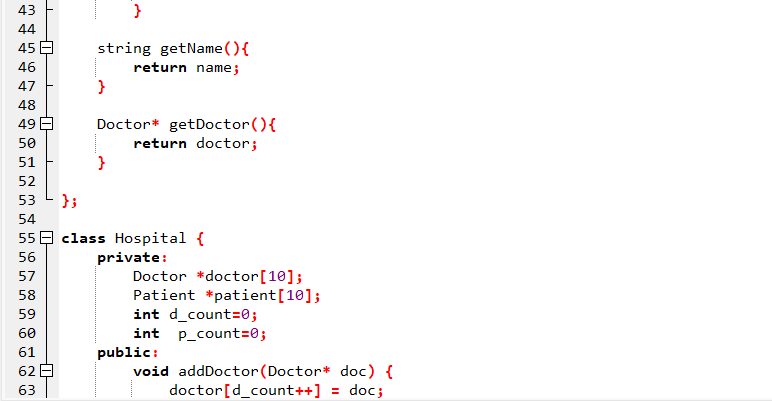 43 }
44
45 string getName(){
46 return name;
47 }
48
49 Doctor* getDoctor(){
50 return doctor;
51 }
52
53 };
54
55 class Hospital {
56 private:
57 Doctor *doctor[10];
58 Patient *patient[10];
59 int d_count=0;
60 int  p_count=0;
61 public:
62 void addDoctor(Doctor* doc) {
63 doctor[d_count++] = doc;